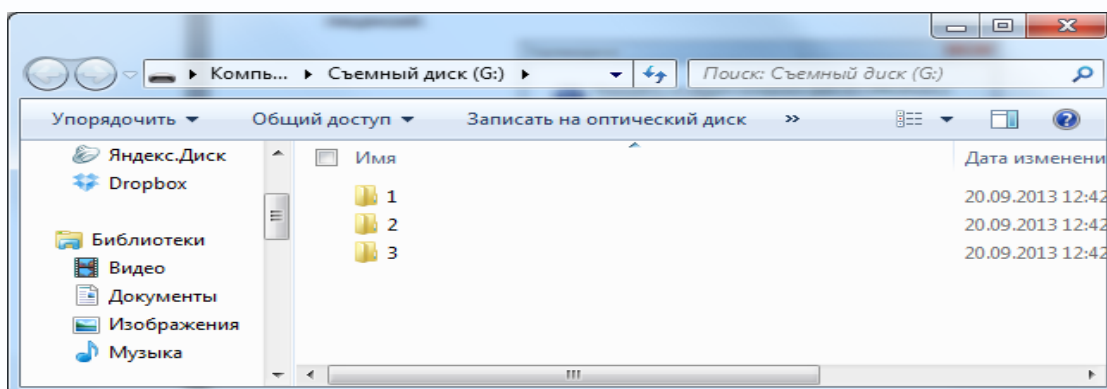 Компь... Съемный диск (G:) Поиск: Съемный диск (G:)
Упорядочить Общий доступ Записать на оптический диск »
Яндекс.Диск
Dropbox
Библиотеки
Видео
Документы
Изображения
Музыка
Имя Дата изменени
1 20.09.2013 12:42
2 20.09.2013 12:42
3 20.09.2013 12:42